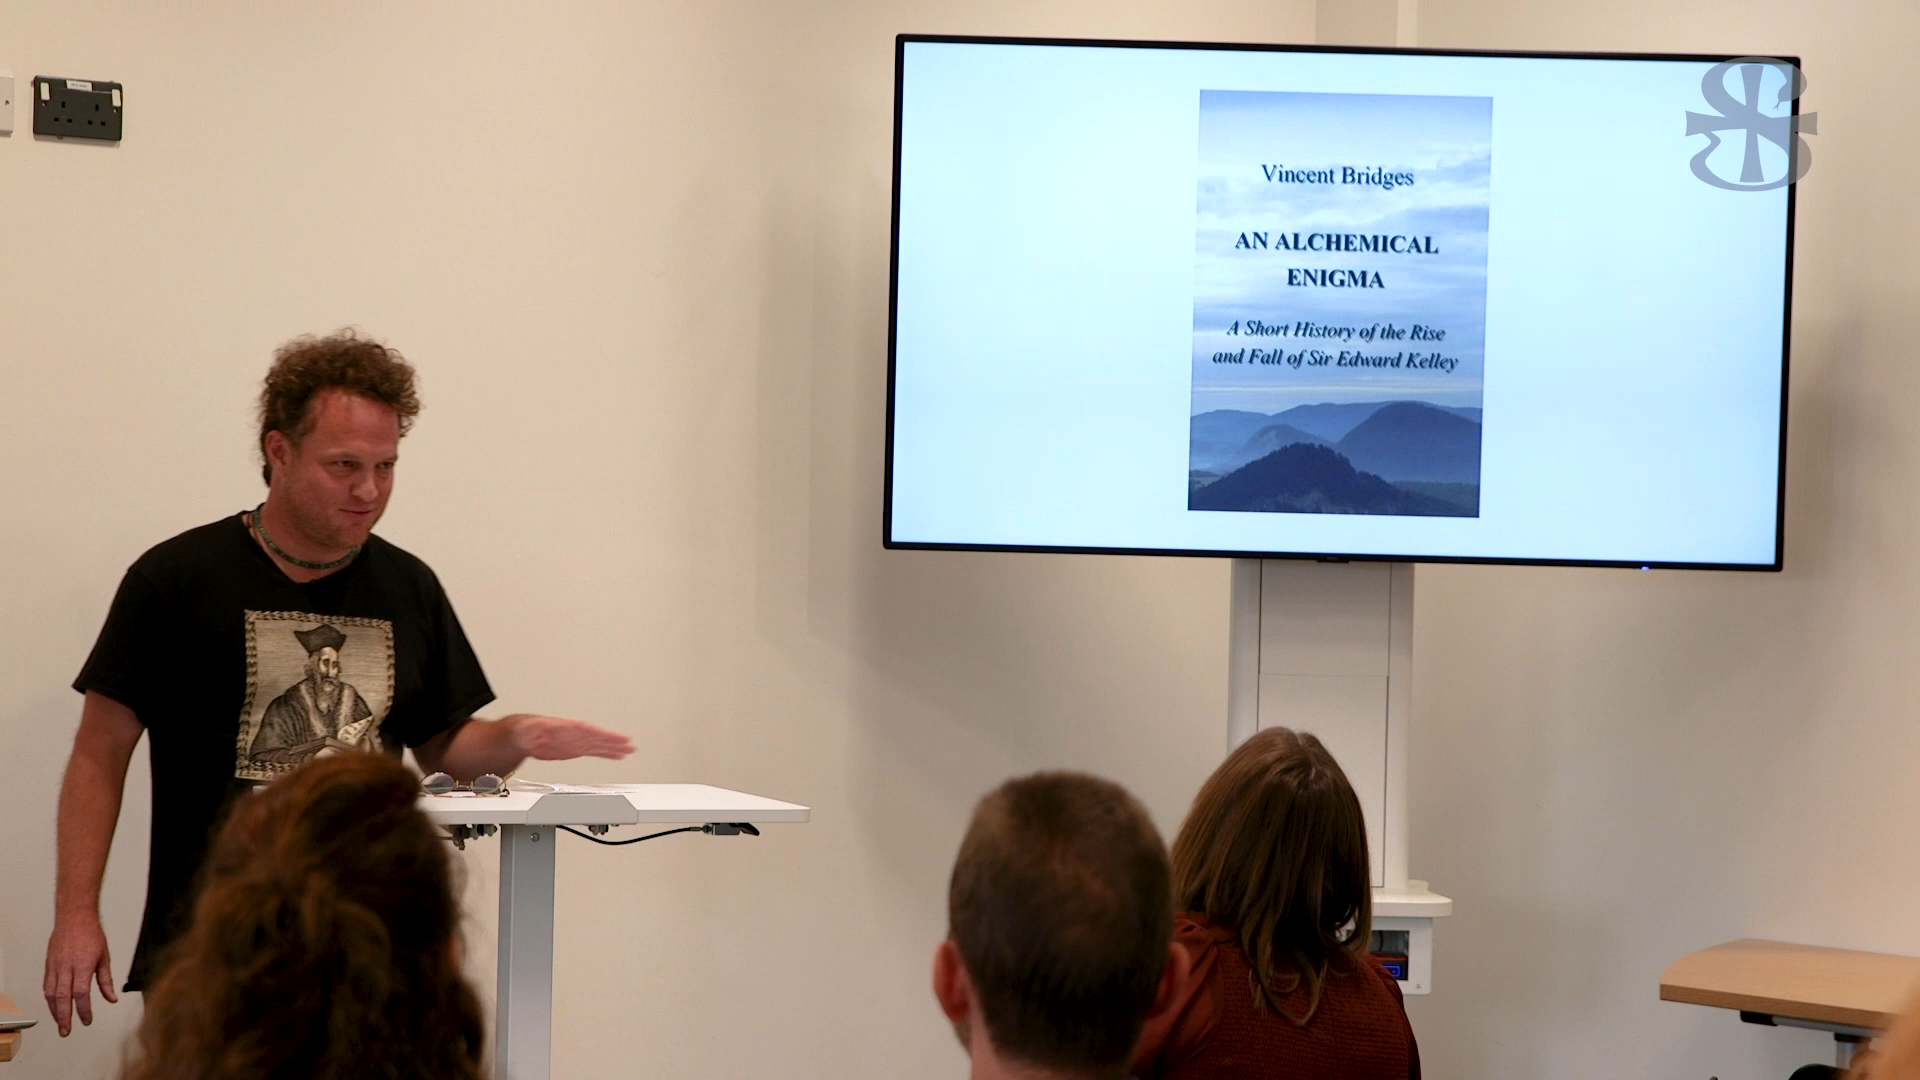 Vincent Bridges
AN ALCHEMICAL
ENIGMA
A Short History of the Rise
and Fall of Sir Edward Kelley